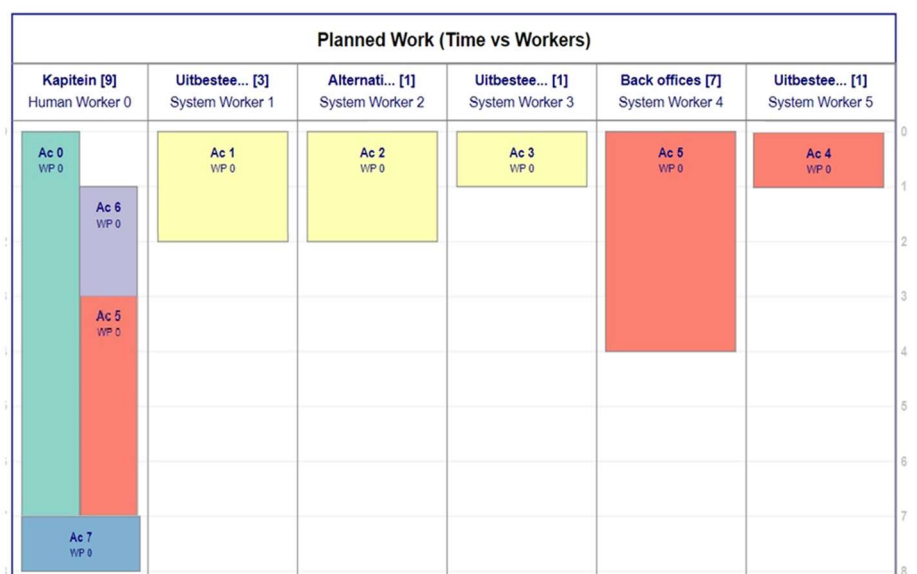 Planned Work (Time vs Workers)
Kapitein [9]
Human Worker 0
Uitbestee... [3]
System Worker 1
Alternati... [1]
System Worker 2
Uitbestee... [1]
System Worker 3
Back offices [7]
System Worker 4
Uitbestee... [1]
System Worker 5
Ac 0
WP 0
Ac 6
WP 0
Ac 5
WP 0
Ac 7
WP 0
Ac 1
WP 0
Ac 2
WP 0
Ac 3
WP 0
Ac 5
WP 0
Ac 4
WP 0
0
1
2
3
4
5
6
7
8